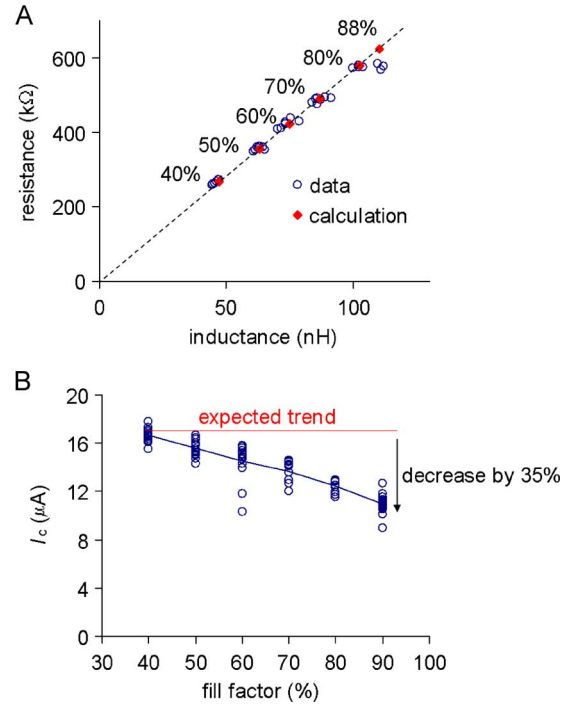 A
600
400
200
0
resistance (kΩ)
88%
80%
70%
60%
50%
40%
data
calculation
0
50
100
inductance (nH)
B
20
16
12
8
4
0
Ic (μA)
expected trend
decrease by 35%
30
40
50
60
70
80
90
100
fill factor (%)